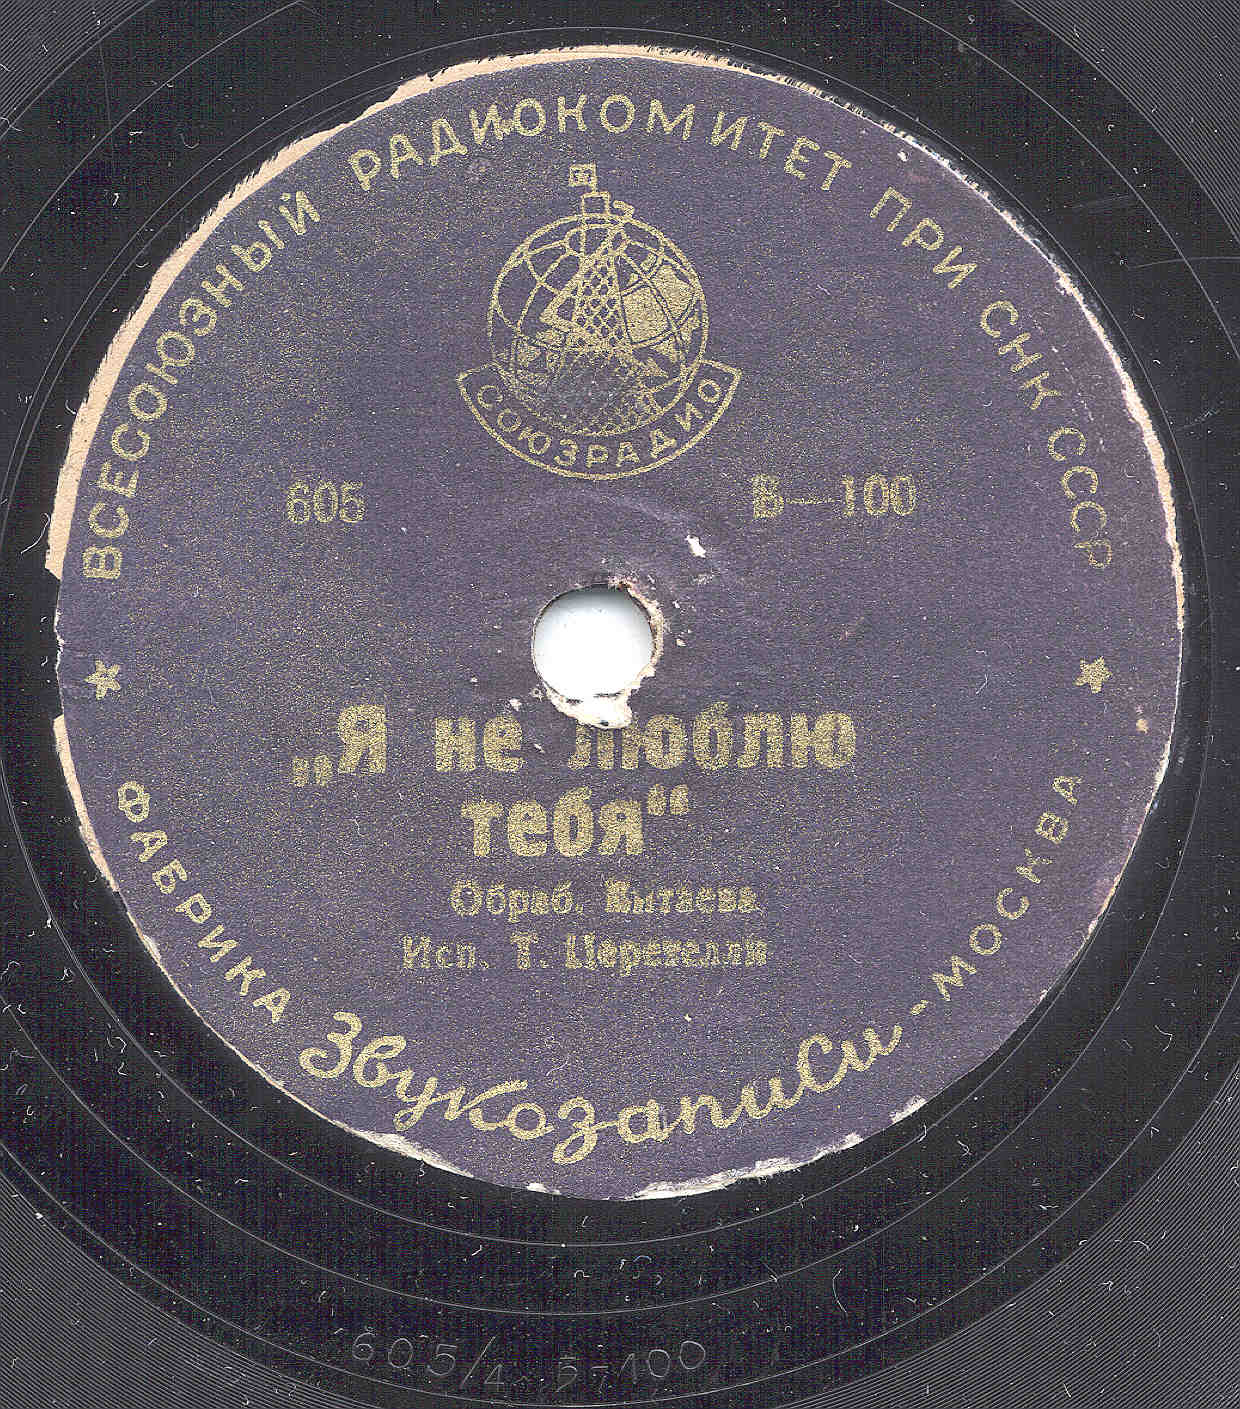 ВСЕСОЮЗНЫЙ РАДИОКОМИТЕТ ПРИ СНК СССР
СОЮЗРАДИО
605
В—100
„Я не люблю
тебя“
Обраб. Кытаева
Исп. Т. Церетелли
ФАБРИКА Звукозаписи - МОСКВА
605/4 Б-100